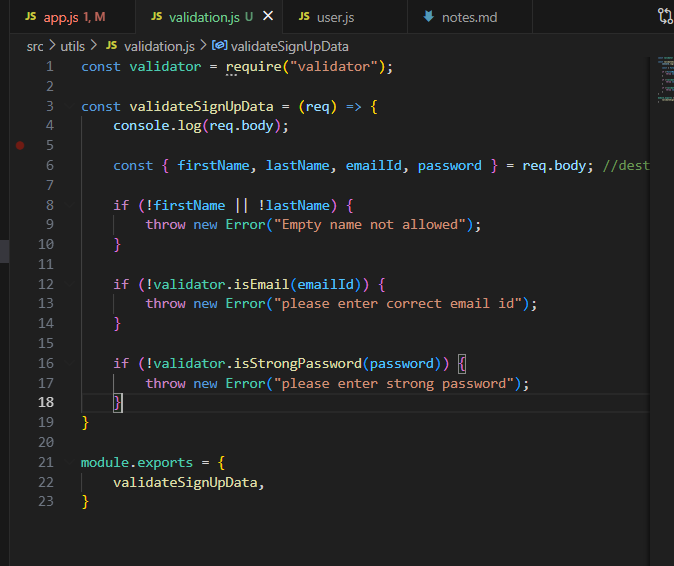 JS app.js 1, M
JS validation.js U ×
JS user.js
notes.md
src > utils > JS validation.js > validateSignUpData
1 const validator = require("validator");
2
3 const validateSignUpData = (req) => {
4 console.log(req.body);
5
6 const { firstName, lastName, emailId, password } = req.body; //dest
7
8 if (!firstName || !lastName) {
9 throw new Error("Empty name not allowed");
10 }
11
12 if (!validator.isEmail(emailId)) {
13 throw new Error("please enter correct email id");
14 }
15
16 if (!validator.isStrongPassword(password)) {
17 throw new Error("please enter strong password");
18 }
19 }
20
21 module.exports = {
22 validateSignUpData,
23 }